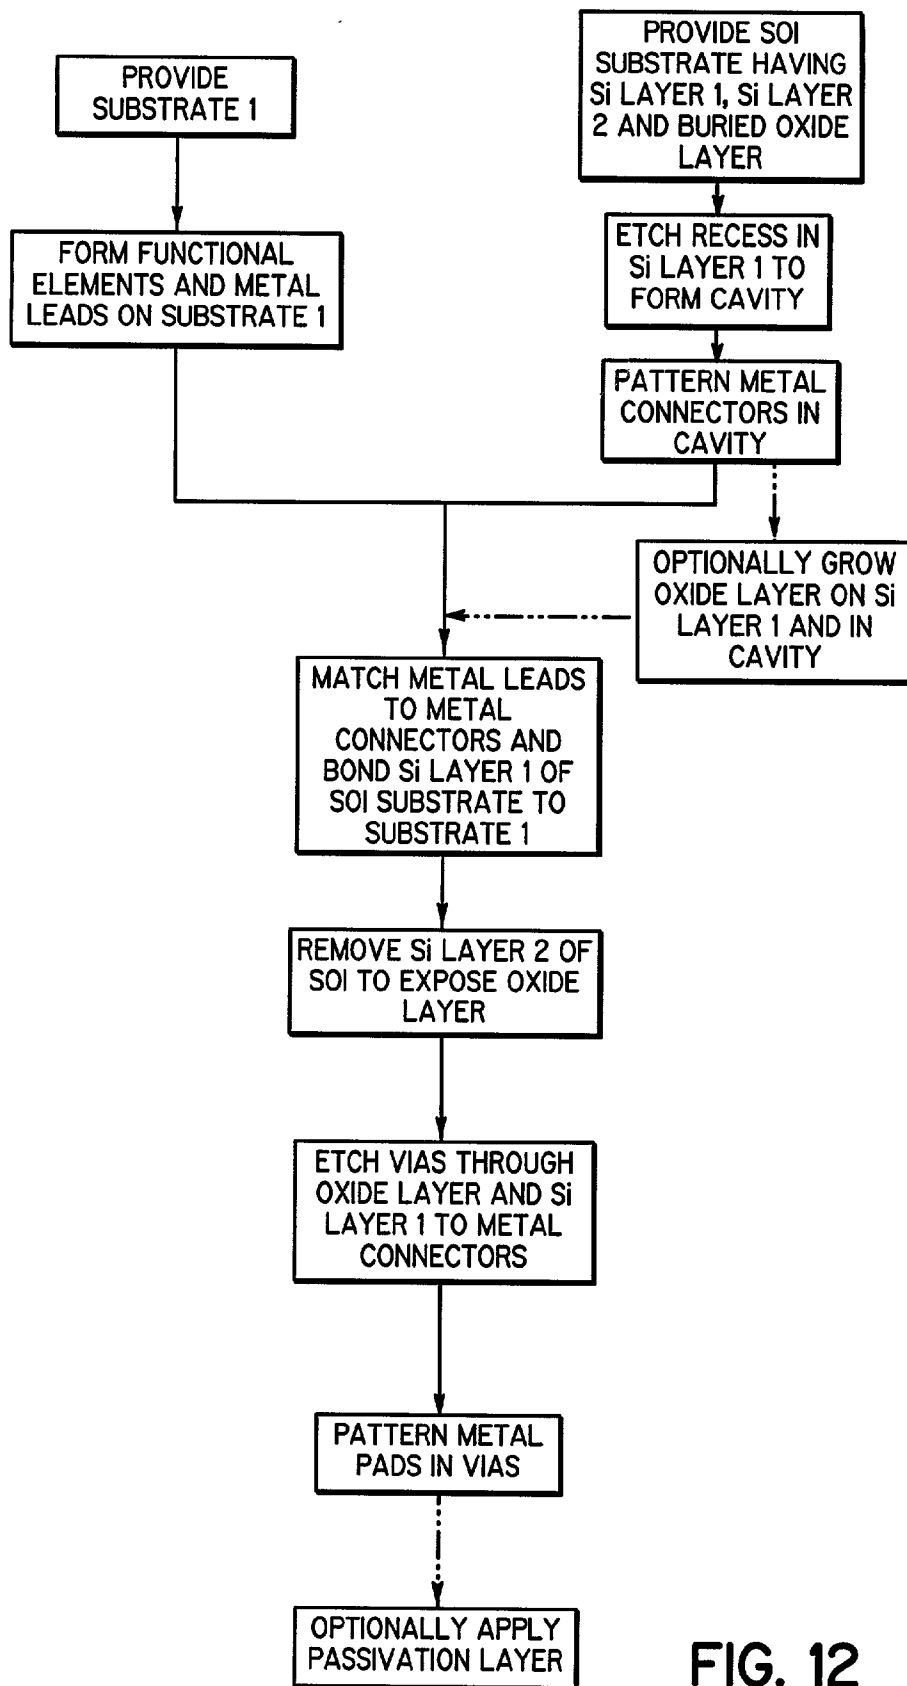 PROVIDE
SUBSTRATE 1
PROVIDE SOI
SUBSTRATE HAVING
Si LAYER 1, Si LAYER
2 AND BURIED OXIDE
LAYER
FORM FUNCTIONAL
ELEMENTS AND METAL
LEADS ON SUBSTRATE 1
ETCH RECESS IN
Si LAYER 1 TO
FORM CAVITY
PATTERN METAL
CONNECTORS IN
CAVITY
OPTIONALLY GROW
OXIDE LAYER ON Si
LAYER 1 AND IN
CAVITY
MATCH METAL LEADS
TO METAL
CONNECTORS AND
BOND Si LAYER 1 OF
SOI SUBSTRATE TO
SUBSTRATE 1
REMOVE Si LAYER 2 OF
SOI TO EXPOSE OXIDE
LAYER
ETCH VIAS THROUGH
OXIDE LAYER AND Si
LAYER 1 TO METAL
CONNECTORS
PATTERN METAL
PADS IN VIAS
OPTIONALLY APPLY
PASSIVATION LAYER
FIG. 12